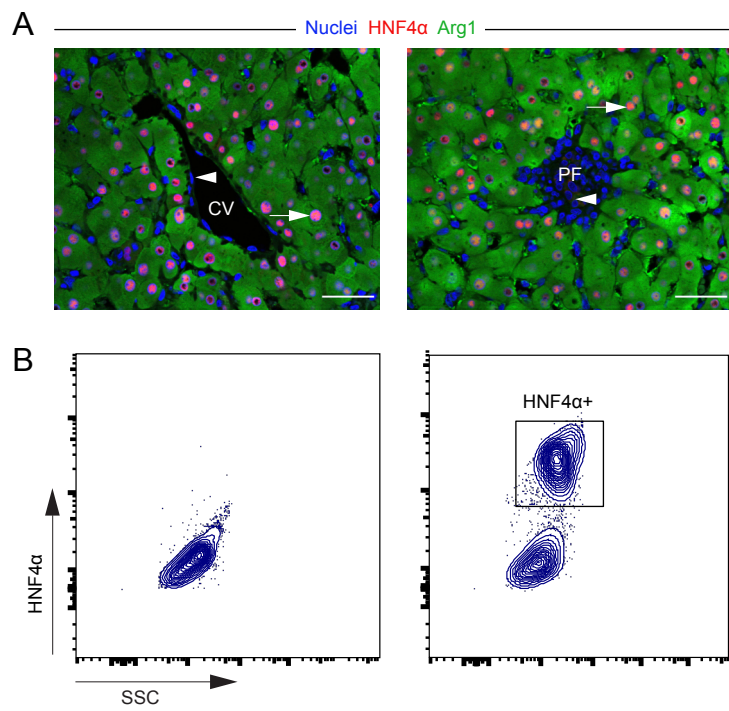 A
Nuclei HNF4α Arg1
CV
PF
B
HNF4α+
HNF4α
SSC